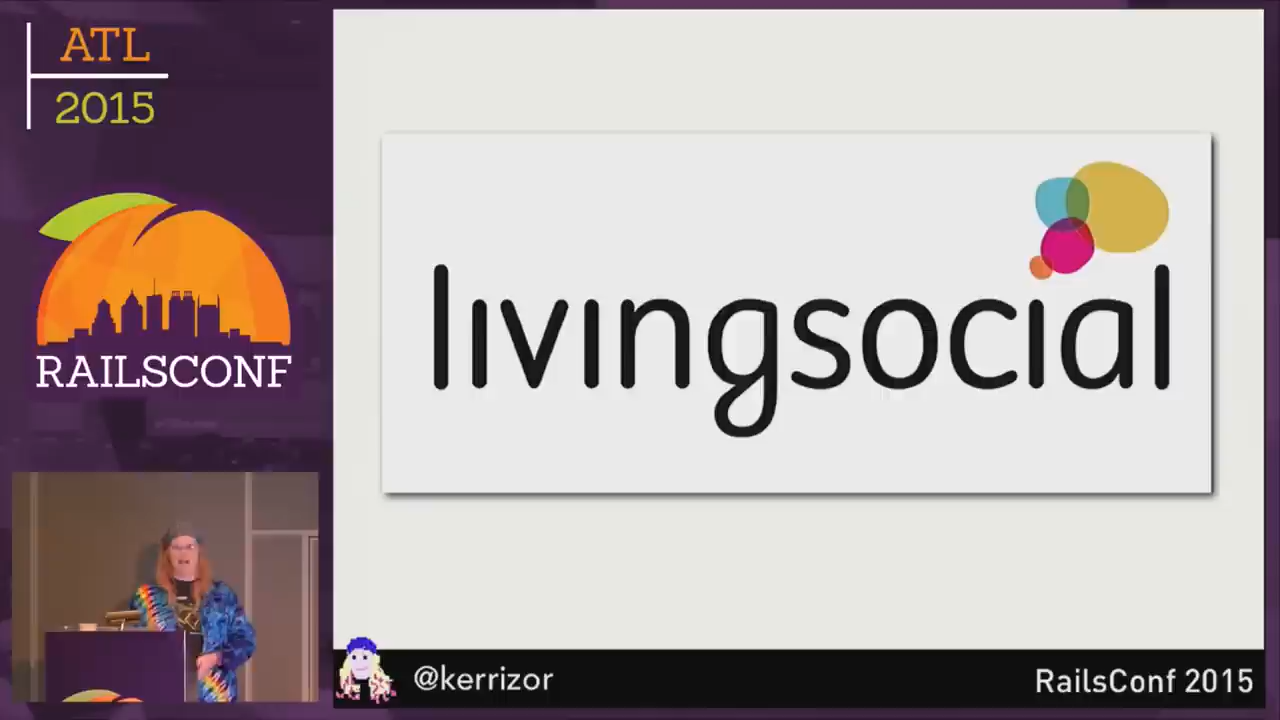 ATL
2015
RAILSCONF
livingsocial
@kerrizor
RailsConf 2015